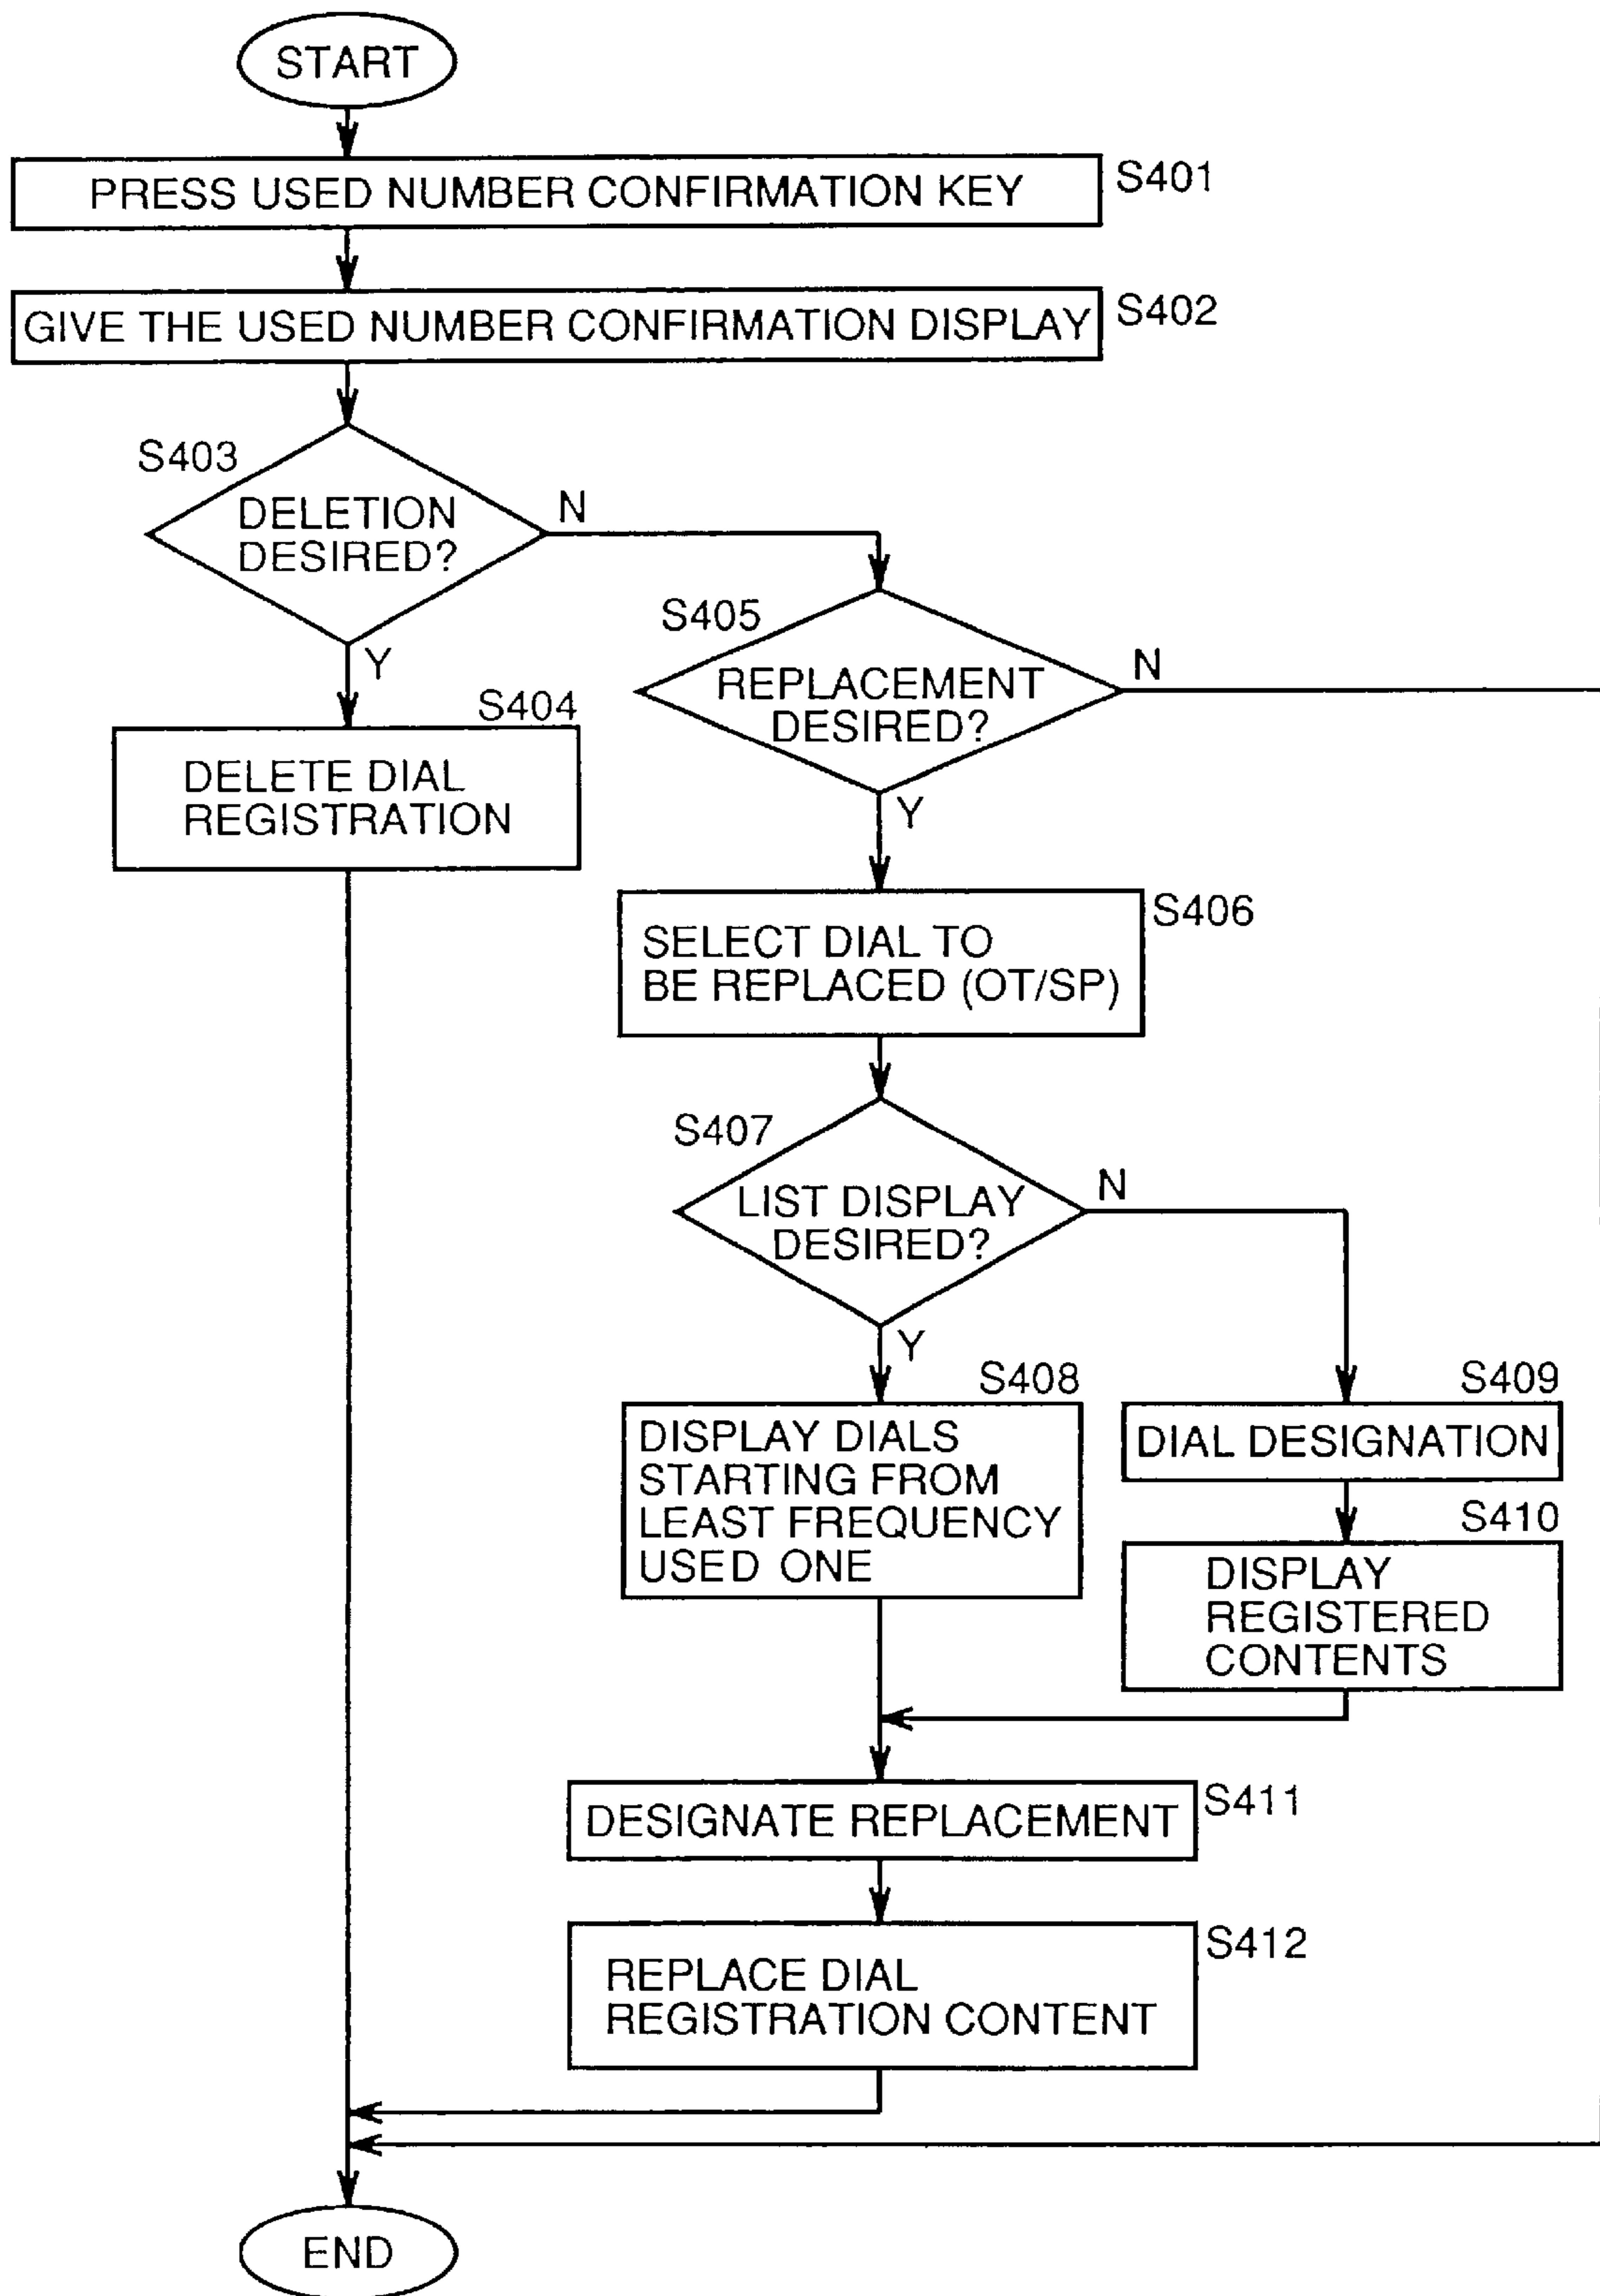 START
PRESS USED NUMBER CONFIRMATION KEY
S401
GIVE THE USED NUMBER CONFIRMATION DISPLAY
S402
S403
DELETION
DESIRED?
N
Y
S404
DELETE DIAL
REGISTRATION
S405
REPLACEMENT
DESIRED?
N
Y
S406
SELECT DIAL TO
BE REPLACED (OT/SP)
S407
LIST DISPLAY
DESIRED?
N
Y
S408
DISPLAY DIALS
STARTING FROM
LEAST FREQUENCY
USED ONE
S409
DIAL DESIGNATION
S410
DISPLAY
REGISTERED
CONTENTS
S411
DESIGNATE REPLACEMENT
S412
REPLACE DIAL
REGISTRATION CONTENT
END